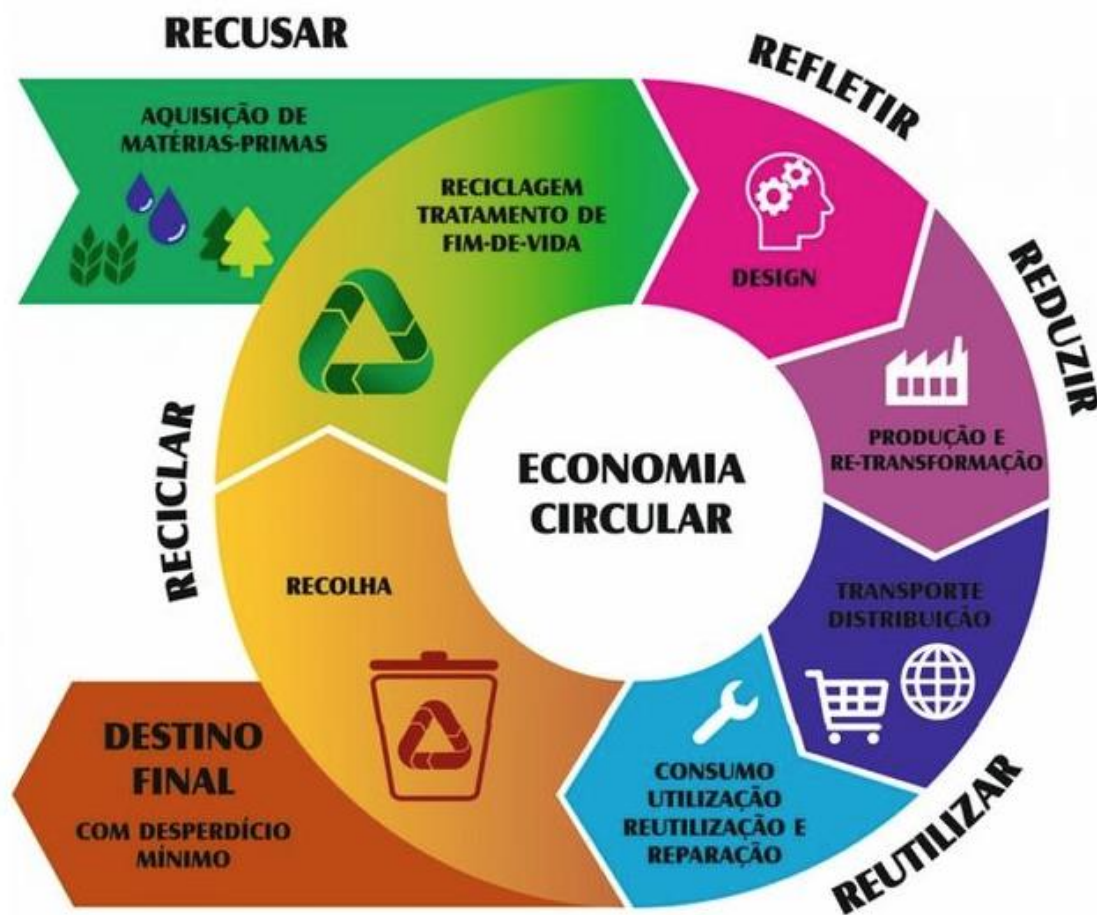 RECUSAR
AQUISIÇÃO DE
MATÉRIAS-PRIMAS
RECICLAGEM
TRATAMENTO DE
FIM-DE-VIDA
REFLETIR
DESIGN
REDUZIR
PRODUÇÃO E
RE-TRANSFORMAÇÃO
ECONOMIA
CIRCULAR
TRANSPORTE
DISTRIBUIÇÃO
REUTILIZAR
CONSUMO
UTILIZAÇÃO
REUTILIZAÇÃO E
REPARAÇÃO
RECICLAR
RECOLHA
DESTINO
FINAL
COM DESPERDÍCIO
MÍNIMO